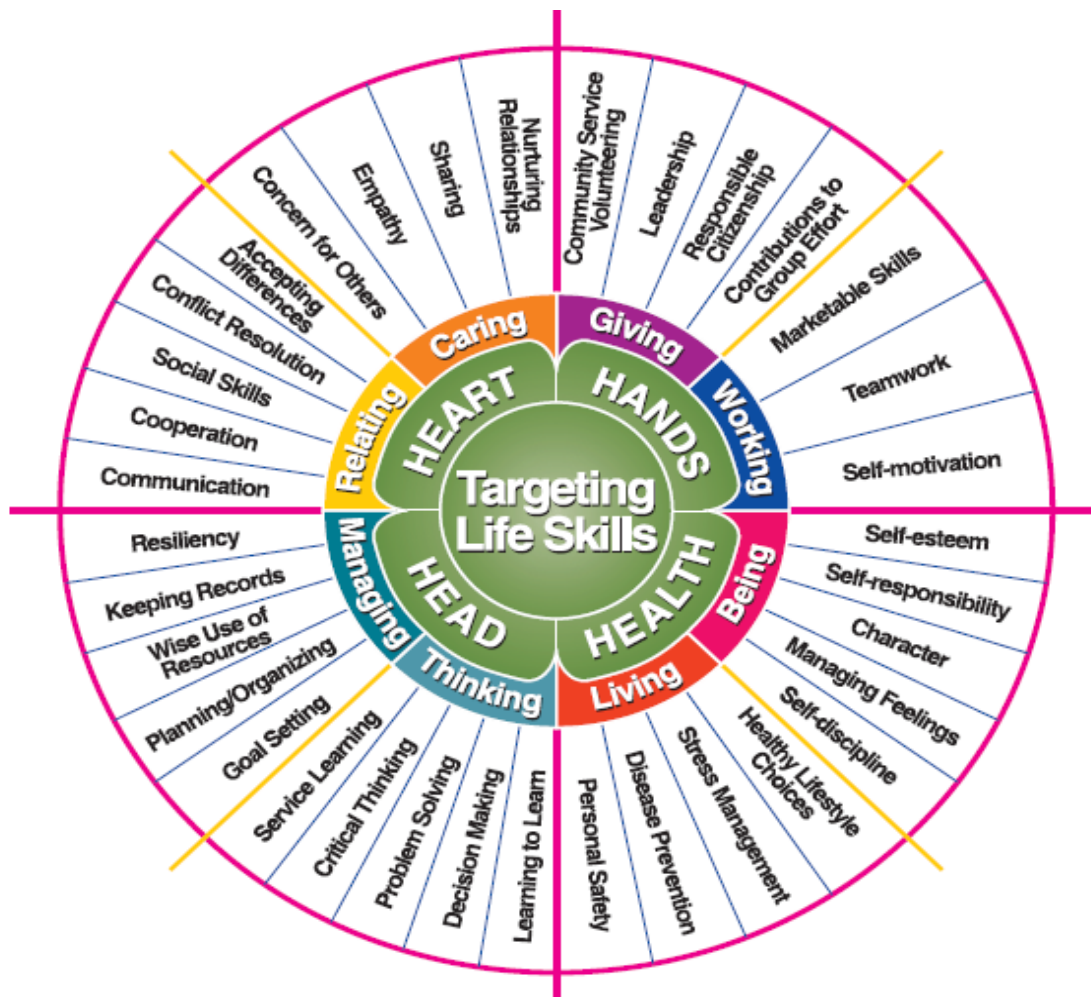 Targeting
Life Skills
HEART
HANDS
HEALTH
HEAD
Caring
Giving
Working
Being
Living
Thinking
Managing
Relating
Nurturing
Relationships
Sharing
Empathy
Concern for Others
Accepting
Differences
Conflict Resolution
Social Skills
Cooperation
Communication
Community Service
Volunteering
Leadership
Responsible
Citizenship
Contributions to
Group Effort
Marketable Skills
Teamwork
Self-motivation
Self-esteem
Self-responsibility
Character
Managing Feelings
Self-discipline
Healthy Lifestyle
Choices
Stress Management
Disease Prevention
Personal Safety
Learning to Learn
Decision Making
Problem Solving
Critical Thinking
Service Learning
Goal Setting
Planning/Organizing
Wise Use of
Resources
Keeping Records
Resiliency